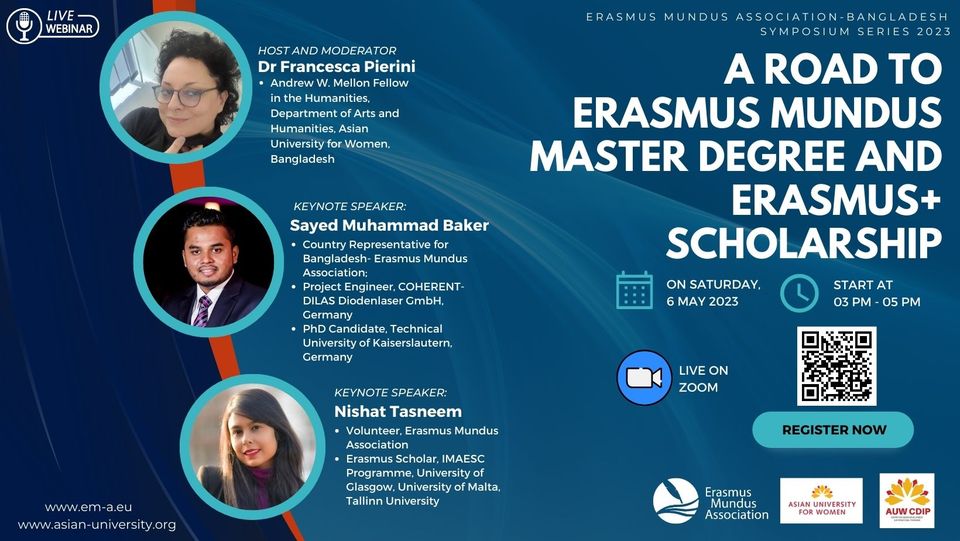 LIVE
WEBINAR
ERASMUS MUNDUS ASSOCIATION-BANGLADESH
SYMPOSIUM SERIES 2023
A ROAD TO
ERASMUS MUNDUS
MASTER DEGREE AND
ERASMUS+
SCHOLARSHIP
HOST AND MODERATOR
Dr Francesca Pierini
• Andrew W. Mellon Fellow
in the Humanities,
Department of Arts and
Humanities, Asian
University for Women,
Bangladesh
KEYNOTE SPEAKER:
Sayed Muhammad Baker
• Country Representative for
Bangladesh- Erasmus Mundus
Association;
• Project Engineer, COHERENT-
DILAS Diodenlaser GmbH,
Germany
• PhD Candidate, Technical
University of Kaiserslautern,
Germany
KEYNOTE SPEAKER:
Nishat Tasneem
• Volunteer, Erasmus Mundus
Association
• Erasmus Scholar, IMAESC
Programme, University of
Glasgow, University of Malta,
Tallinn University
ON SATURDAY,
6 MAY 2023
START AT
03 PM - 05 PM
LIVE ON
ZOOM
REGISTER NOW
www.em-a.eu
www.asian-university.org
Erasmus
Mundus
Association
ASIAN UNIVERSITY
FOR WOMEN
AUW CDIP